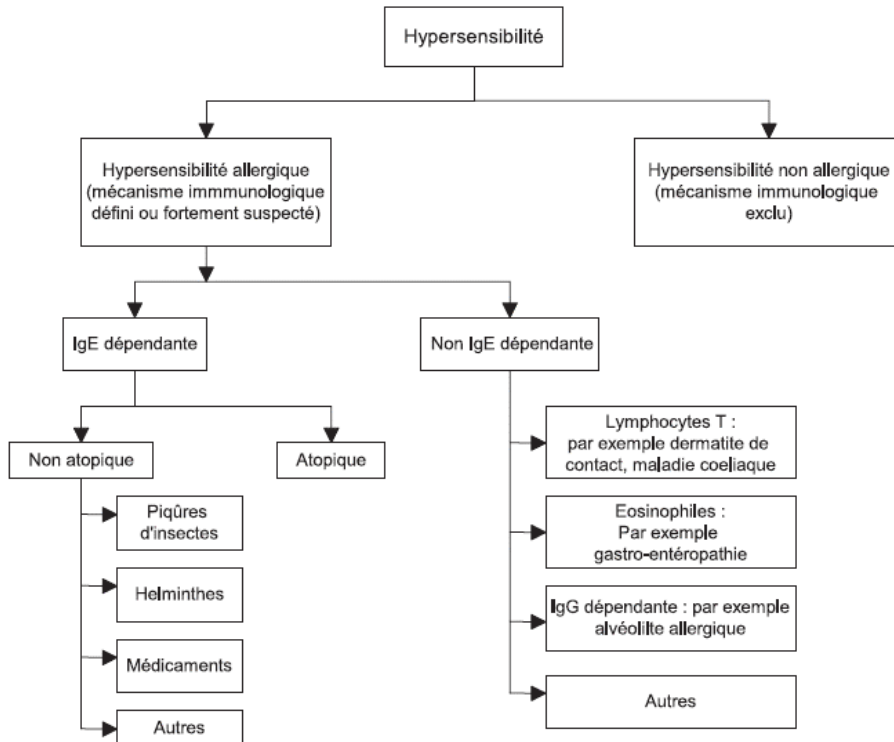 Hypersensibilité
Hypersensibilité allergique
(mécanisme immmunologique
défini ou fortement suspecté)
Hypersensibilité non allergique
(mécanisme immunologique
exclu)
IgE dépendante
Non IgE dépendante
Non atopique
Atopique
Piqûres
d'insectes
Helminthes
Médicaments
Autres
Lymphocytes T :
par exemple dermatite de
contact, maladie coeliaque
Eosinophiles :
Par exemple
gastro-entéropathie
IgG dépendante : par exemple
alvéolilte allergique
Autres